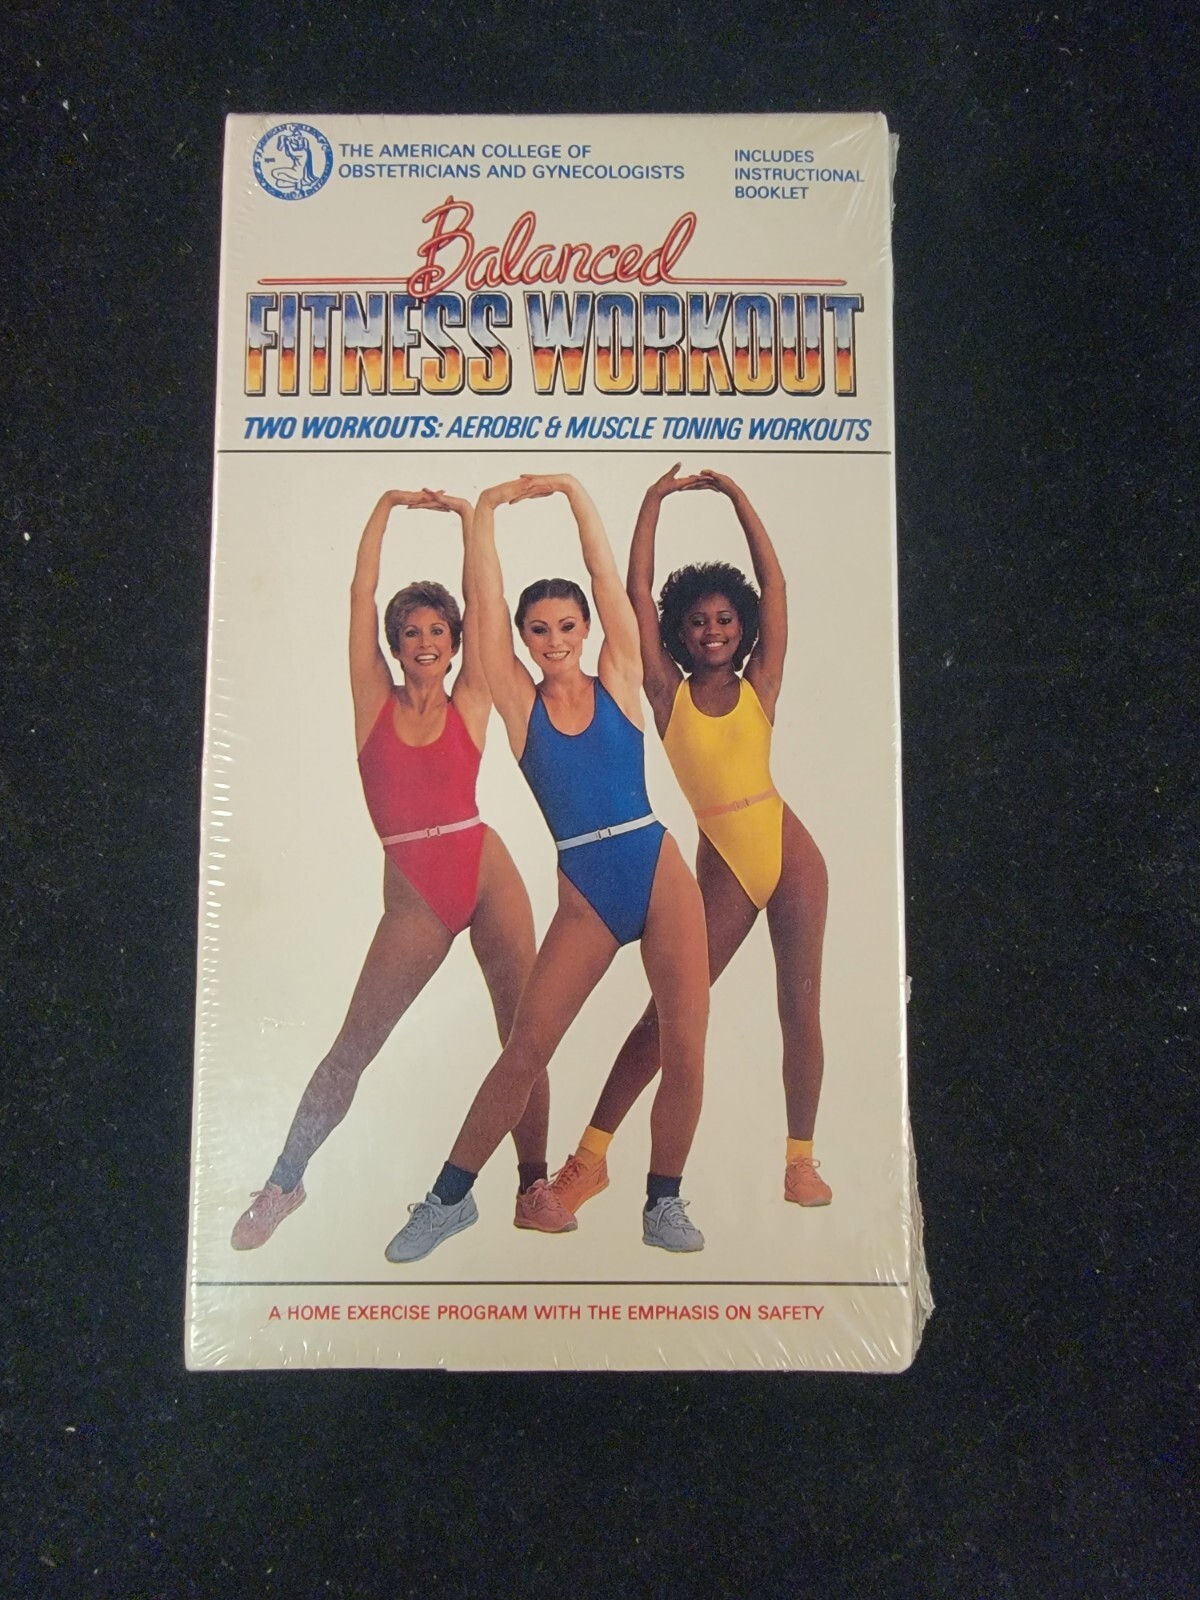 THE AMERICAN COLLEGE OF
OBSTETRICIANS AND GYNECOLOGISTS
INCLUDES
INSTRUCTIONAL
BOOKLET
Balanced
FITNESS WORKOUT
TWO WORKOUTS: AEROBIC & MUSCLE TONING WORKOUTS
A HOME EXERCISE PROGRAM WITH THE EMPHASIS ON SAFETY